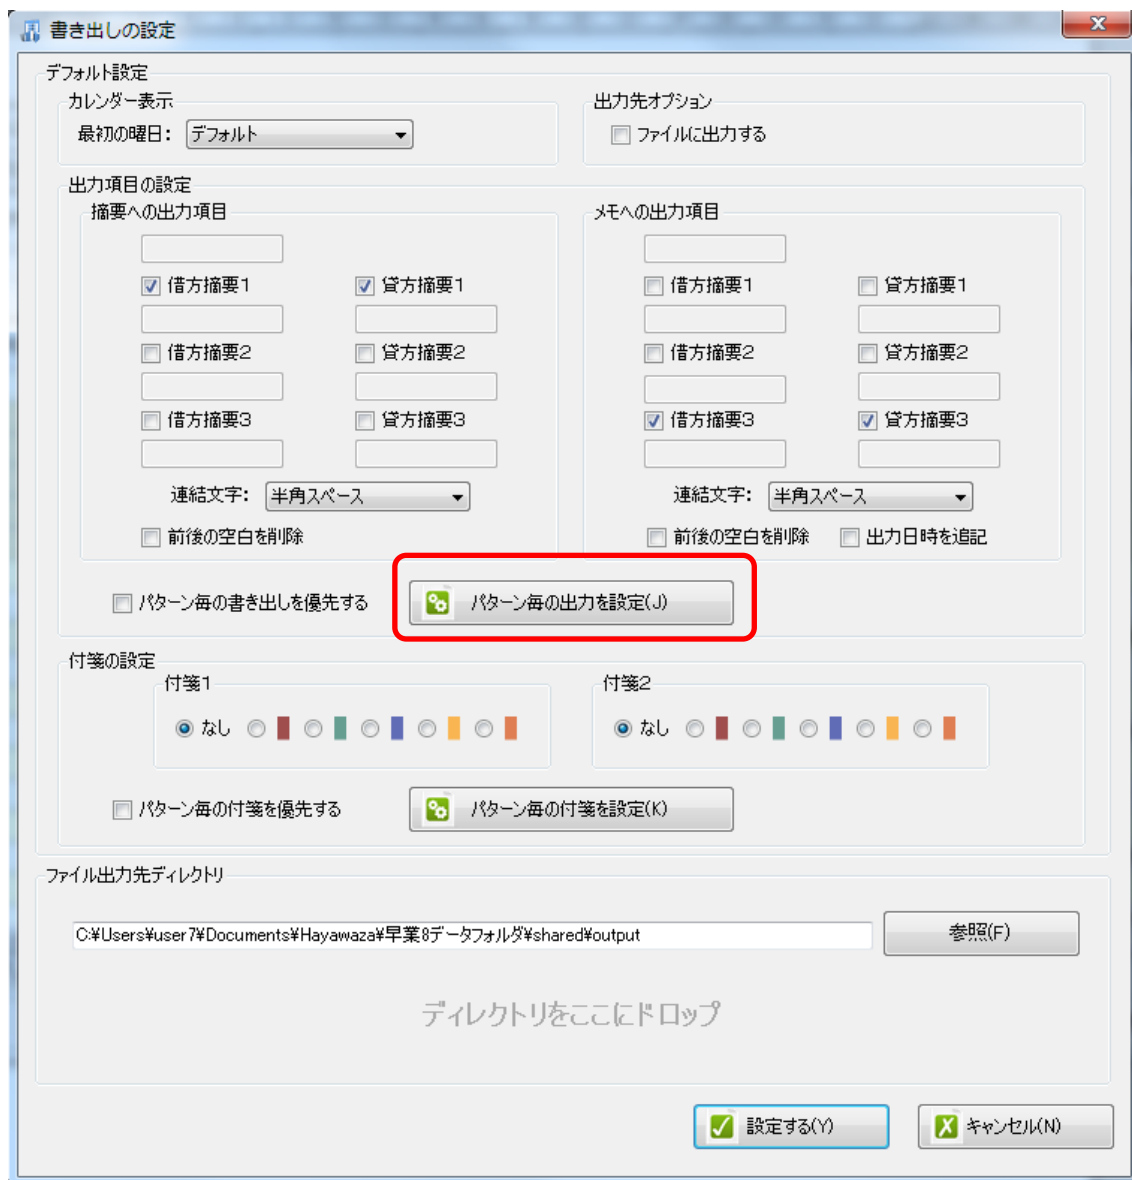 書き出しの設定
デフォルト設定
カレンダー表示
最初の曜日： デフォルト
出力先オプション
ファイルに出力する
出力項目の設定
摘要への出力項目
借方摘要1 貸方摘要1
借方摘要2 貸方摘要2
借方摘要3 貸方摘要3
連結文字： 半角スペース
前後の空白を削除
メモへの出力項目
借方摘要1 貸方摘要1
借方摘要2 貸方摘要2
借方摘要3 貸方摘要3
連結文字： 半角スペース
前後の空白を削除 出力日時を追記
パターン毎の書き出しを優先する パターン毎の出力を設定(J)
付箋の設定
付箋1
なし
付箋2
なし
パターン毎の付箋を優先する パターン毎の付箋を設定(K)
ファイル出力先ディレクトリ
C:¥Users¥user7¥Documents¥Hayawaza¥早業8データフォルダ¥shared¥output 参照(F)
ディレクトリをここにドロップ
設定する(Y) キャンセル(N)